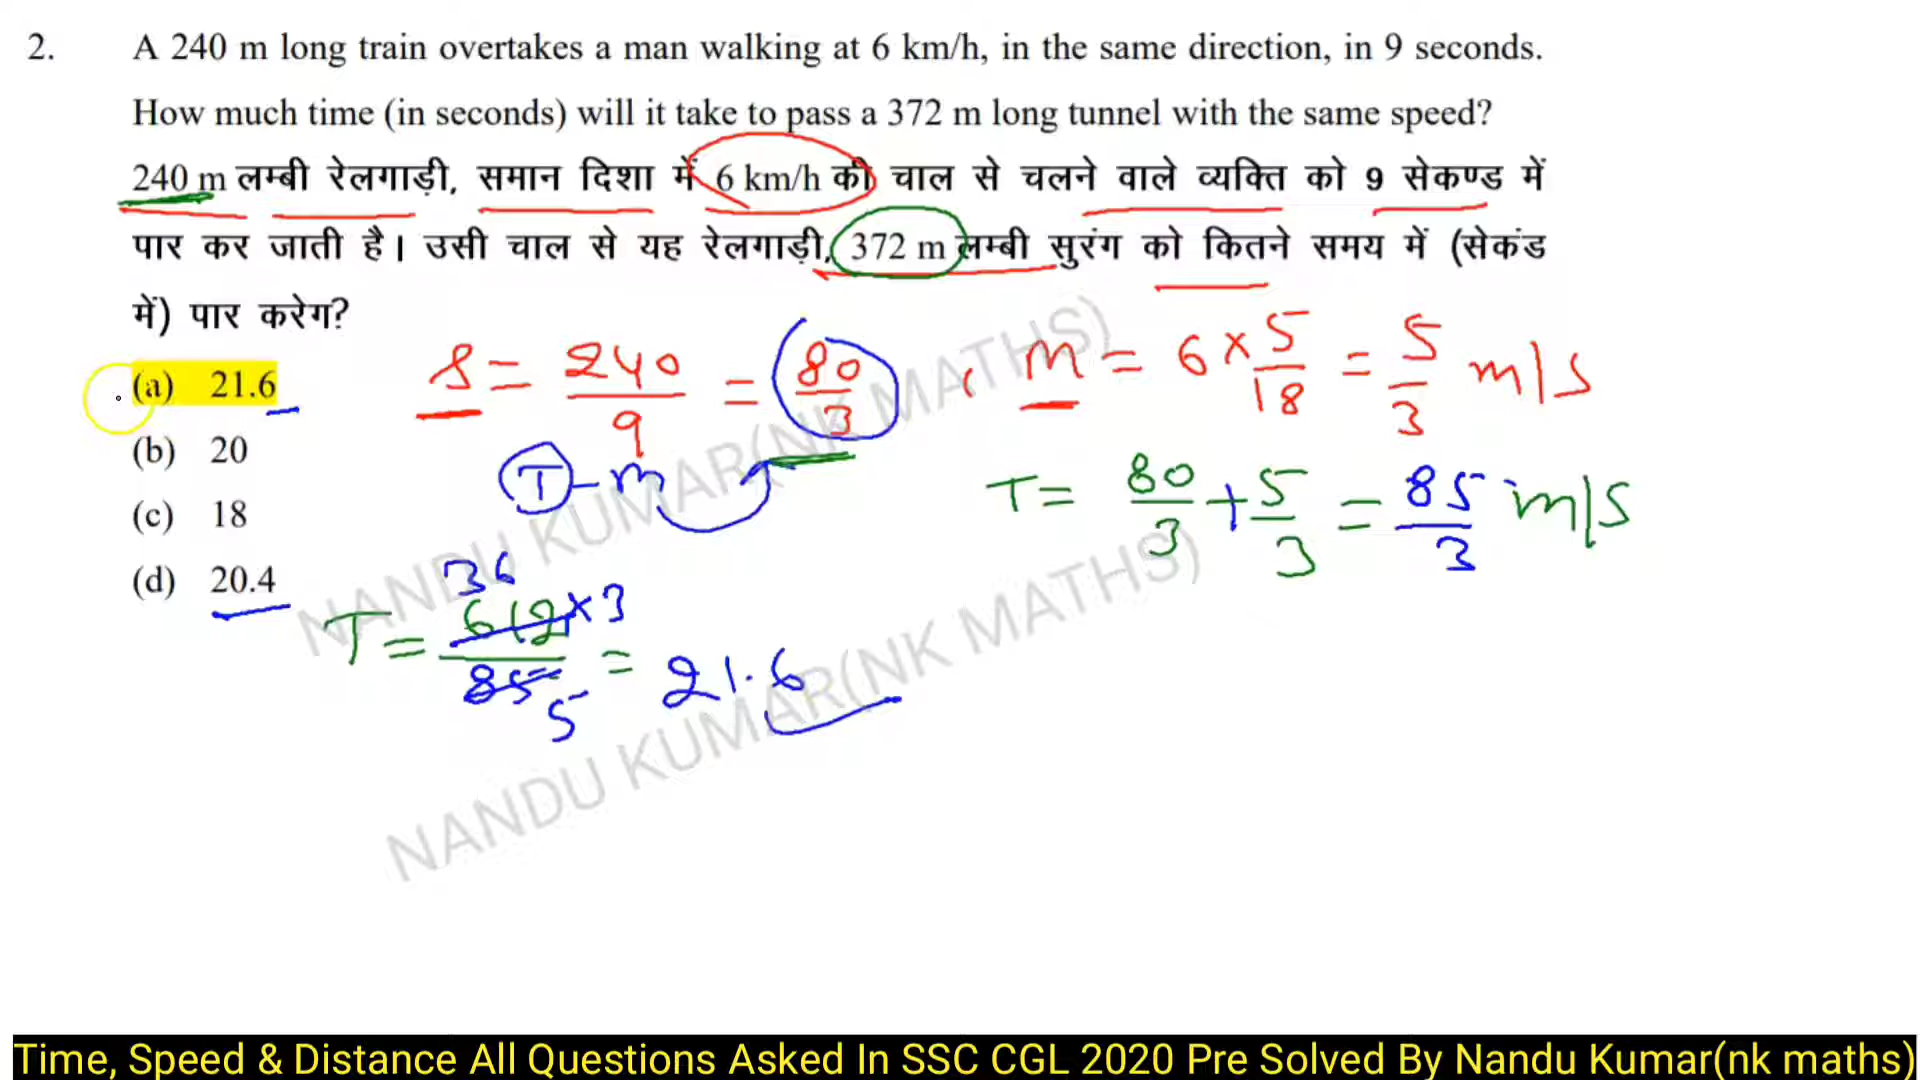 2. A 240 m long train overtakes a man walking at 6 km/h, in the same direction, in 9 seconds.
How much time (in seconds) will it take to pass a 372 m long tunnel with the same speed?
240 m लम्बी रेलगाड़ी, समान दिशा में 6 km/h की चाल से चलने वाले व्यक्ति को 9 सेकण्ड में
पार कर जाती है। उसी चाल से यह रेलगाड़ी, 372 m लम्बी सुरंग को कितने समय में (सेकंड
में) पार करेग?
(a) 21.6
(b) 20
(c) 18
(d) 20.4
S = 240/9 = 80/3 , m = 6 × 5/18 = 5/3 m/s
T - m
T = 80/3 + 5/3 = 85/3 m/s
36
T = 612 × 3/85 = 21.6
5
NANDU KUMAR(NK MATHS)
NANDU KUMAR(NK MATHS)
Time, Speed & Distance All Questions Asked In SSC CGL 2020 Pre Solved By Nandu Kumar(nk maths)